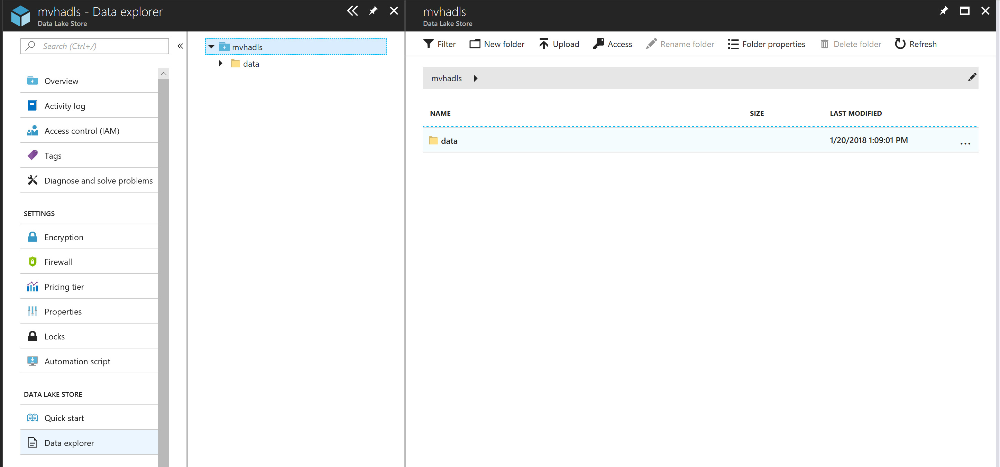 mvhadls - Data explorer
Data Lake Store
Search (Ctrl+/)
Overview
Activity log
Access control (IAM)
Tags
Diagnose and solve problems
SETTINGS
Encryption
Firewall
Pricing tier
Properties
Locks
Automation script
DATA LAKE STORE
Quick start
Data explorer
mvhadls
data
mvhadls
Data Lake Store
Filter New folder Upload Access Rename folder Folder properties Delete folder Refresh
mvhadls
NAME SIZE LAST MODIFIED
data 1/20/2018 1:09:01 PM ...